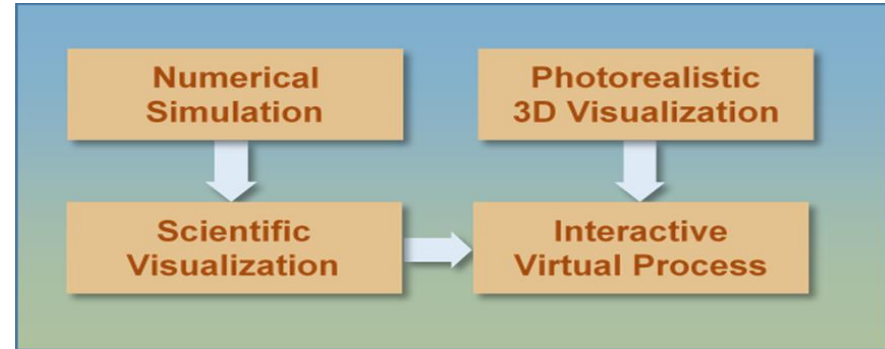 Numerical
Simulation
Photorealistic
3D Visualization
Scientific
Visualization
Interactive
Virtual Process